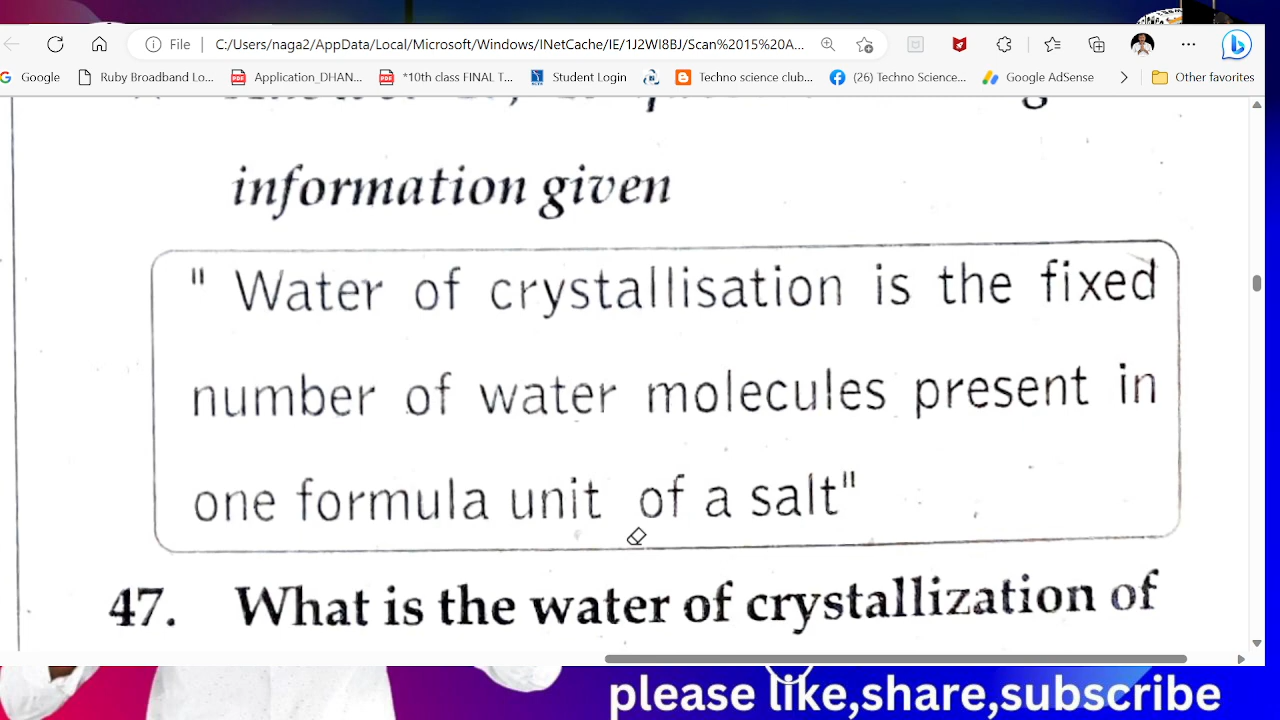 File
C:/Users/naga2/AppData/Local/Microsoft/Windows/INetCache/IE/1J2WI8BJ/Scan%2015%20A...
Google Ruby Broadband Lo... Application_DHAN... *10th class FINAL T... Student Login Techno science club... (26) Techno Science... Google AdSense Other favorites
information given
" Water of crystallisation is the fixed
number of water molecules present in
one formula unit of a salt"
47. What is the water of crystallization of
please like,share,subscribe